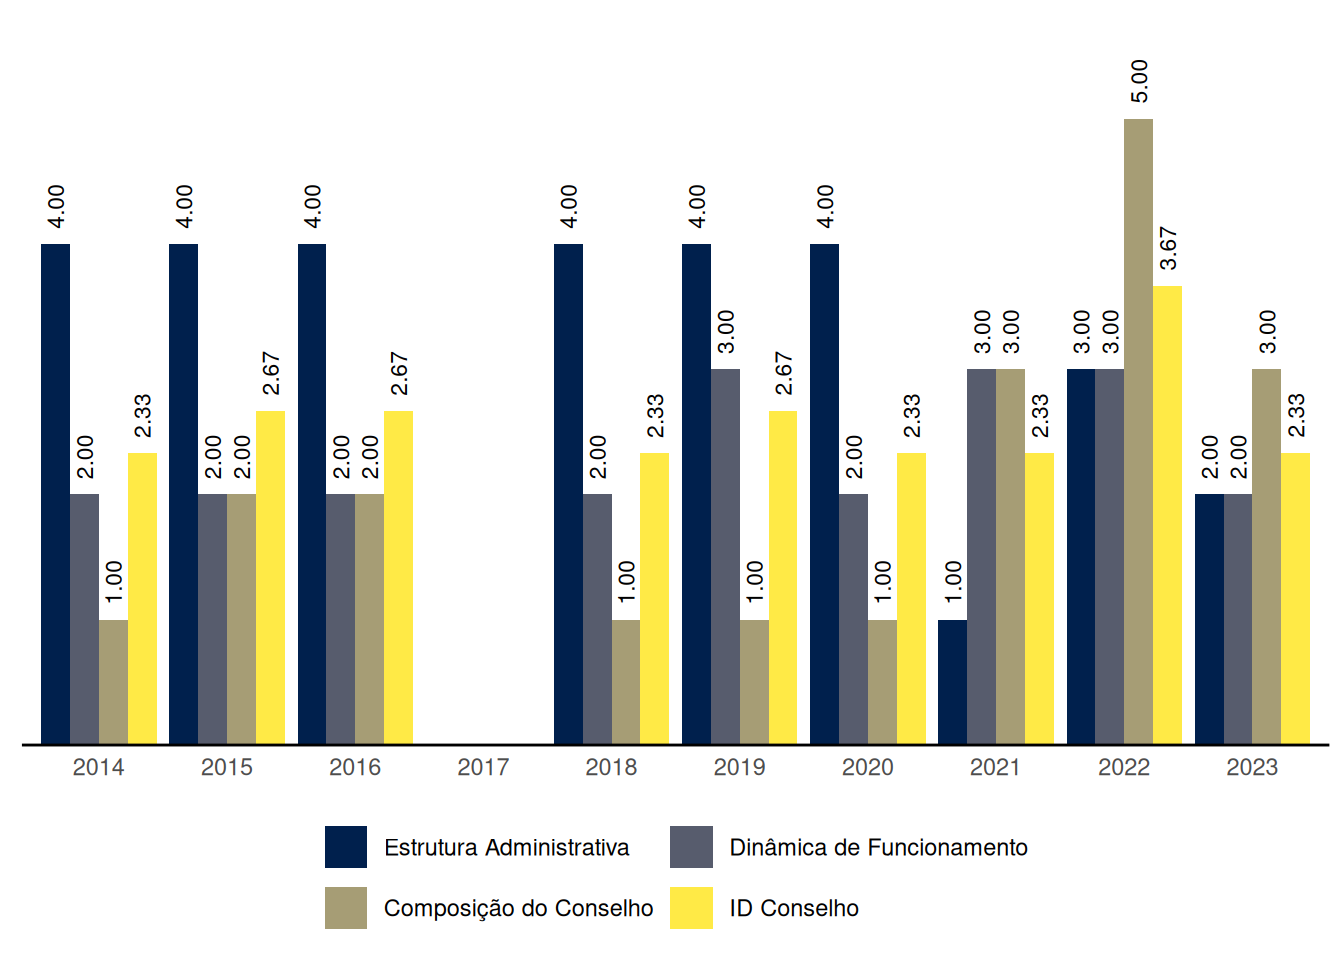 4.00 2.00 1.00 2.33
4.00 2.00 2.00 2.67
4.00 2.00 2.00 2.67
4.00 2.00 1.00 2.33
4.00 3.00 1.00 2.67
4.00 2.00 1.00 2.33
1.00 3.00 3.00 2.33
3.00 3.00 5.00 3.67
2.00 2.00 3.00 2.33
2014 2015 2016 2017 2018 2019 2020 2021 2022 2023
Estrutura Administrativa Dinâmica de Funcionamento
Composição do Conselho ID Conselho